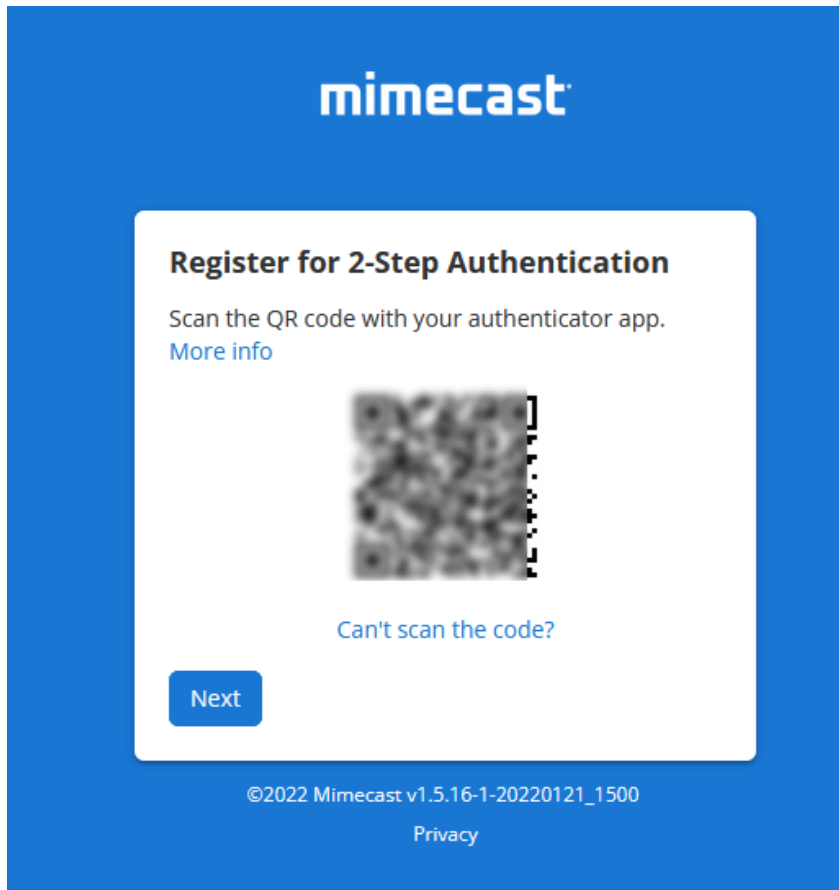 mimecast
Register for 2-Step Authentication
Scan the QR code with your authenticator app.
More info
Can't scan the code?
Next
©2022 Mimecast v1.5.16-1-20220121_1500
Privacy